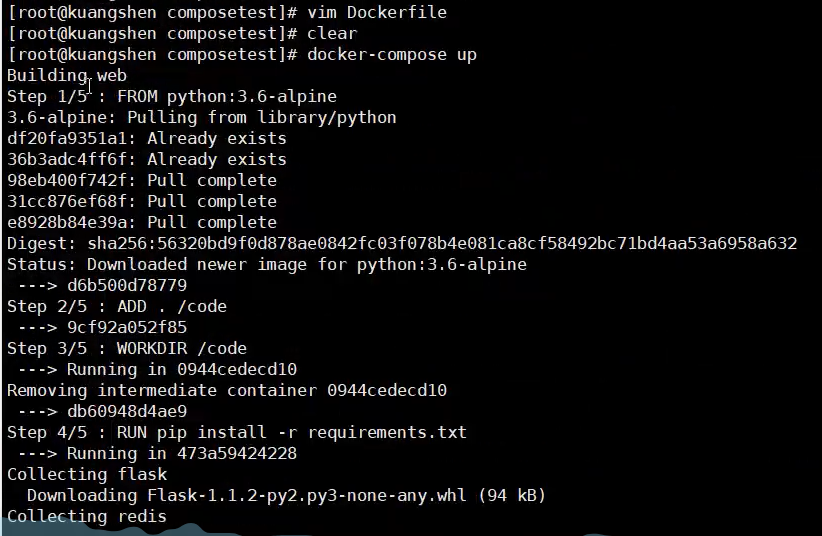 [root@kuangshen composetest]# vim Dockerfile
[root@kuangshen composetest]# clear
[root@kuangshen composetest]# docker-compose up
Building web
Step 1/5 : FROM python:3.6-alpine
3.6-alpine: Pulling from library/python
df20fa9351a1: Already exists
36b3adc4ff6f: Already exists
98eb400f742f: Pull complete
31cc876ef68f: Pull complete
e8928b84e39a: Pull complete
Digest: sha256:56320bd9f0d878ae0842fc03f078b4e081ca8cf58492bc71bd4aa53a6958a632
Status: Downloaded newer image for python:3.6-alpine
 ---> d6b500d78779
Step 2/5 : ADD . /code
 ---> 9cf92a052f85
Step 3/5 : WORKDIR /code
 ---> Running in 0944cedecd10
Removing intermediate container 0944cedecd10
 ---> db60948d4ae9
Step 4/5 : RUN pip install -r requirements.txt
 ---> Running in 473a59424228
Collecting flask
  Downloading Flask-1.1.2-py2.py3-none-any.whl (94 kB)
Collecting redis